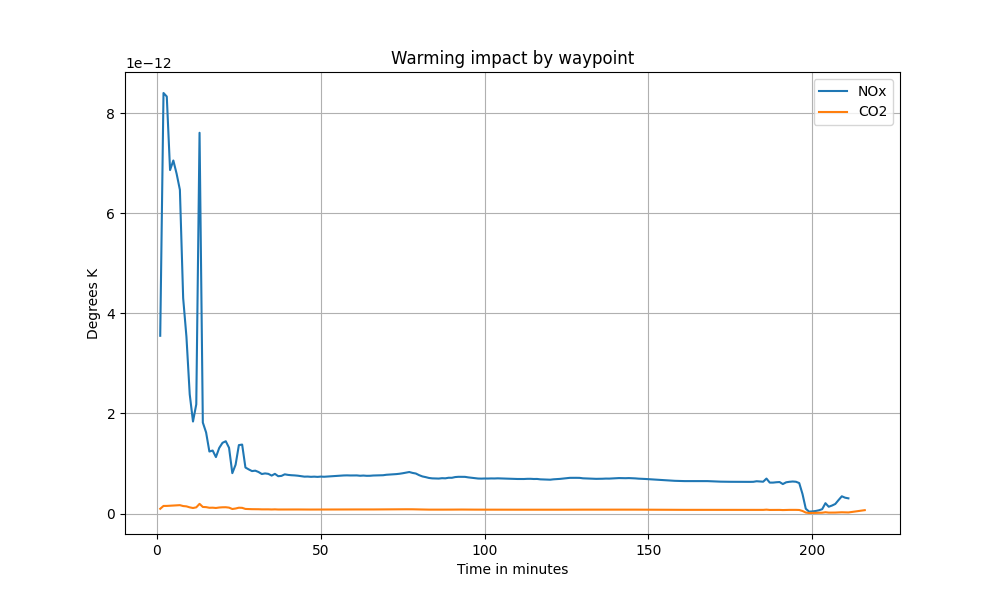 Warming impact by waypoint
1e−12
NOx
CO2
8
6
4
2
0
Degrees K
0 50 100 150 200
Time in minutes